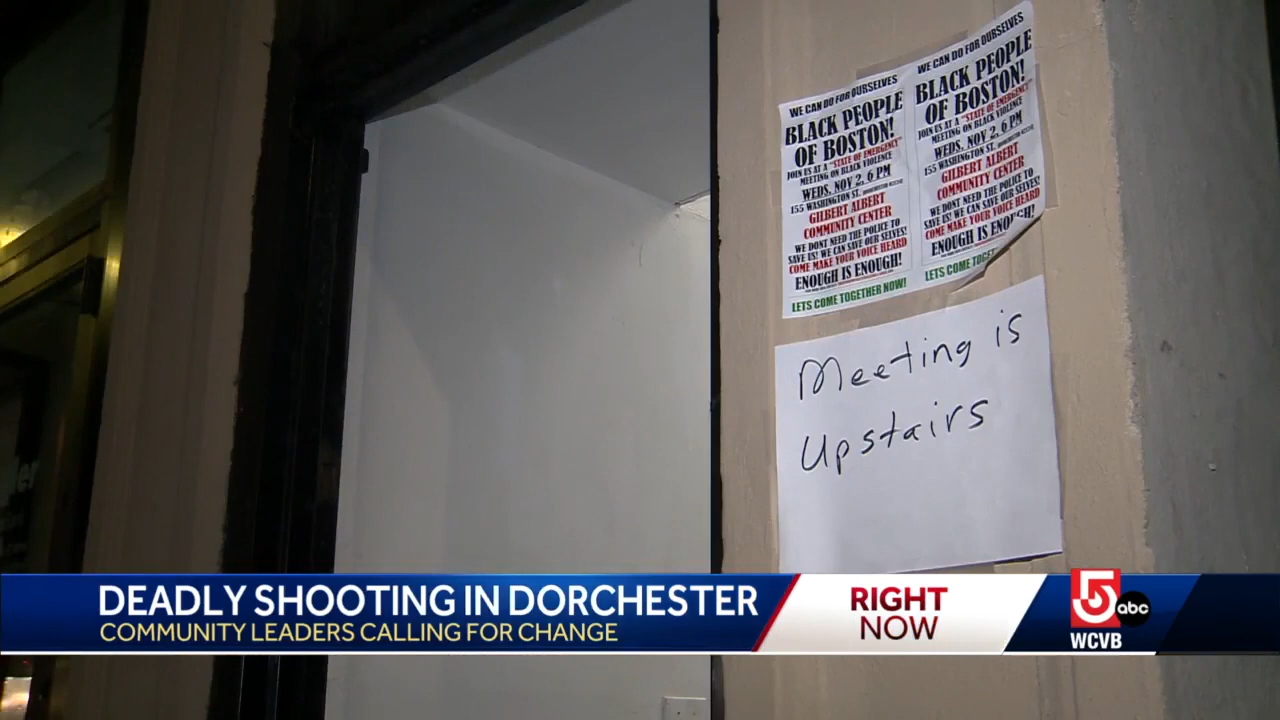 WE CAN DO FOR OURSELVES
BLACK PEOPLE
OF BOSTON!
JOIN US AT A "STATE OF EMERGENCY"
MEETING ON BLACK VIOLENCE
WEDS. NOV 2, 6 PM
155 WASHINGTON ST.
GILBERT ALBERT
COMMUNITY CENTER
WE DONT NEED THE POLICE TO
SAVE US! WE CAN SAVE OUR SELVES!
COME MAKE YOUR VOICE HEARD
ENOUGH IS ENOUGH!
LETS COME TOGETHER NOW!
WE CAN DO FOR OURSELVES
BLACK PEOPLE
OF BOSTON!
JOIN US AT A "STATE OF EMERGENCY"
MEETING ON BLACK VIOLENCE
WEDS. NOV 2, 6 PM
155 WASHINGTON ST.
GILBERT ALBERT
COMMUNITY CENTER
WE DONT NEED THE POLICE TO
SAVE US! WE CAN SAVE OUR SELVES!
COME MAKE YOUR VOICE HEARD
ENOUGH IS
LETS COME
Meeting is
Upstairs
DEADLY SHOOTING IN DORCHESTER
COMMUNITY LEADERS CALLING FOR CHANGE
RIGHT
NOW
5
abc
WCVB